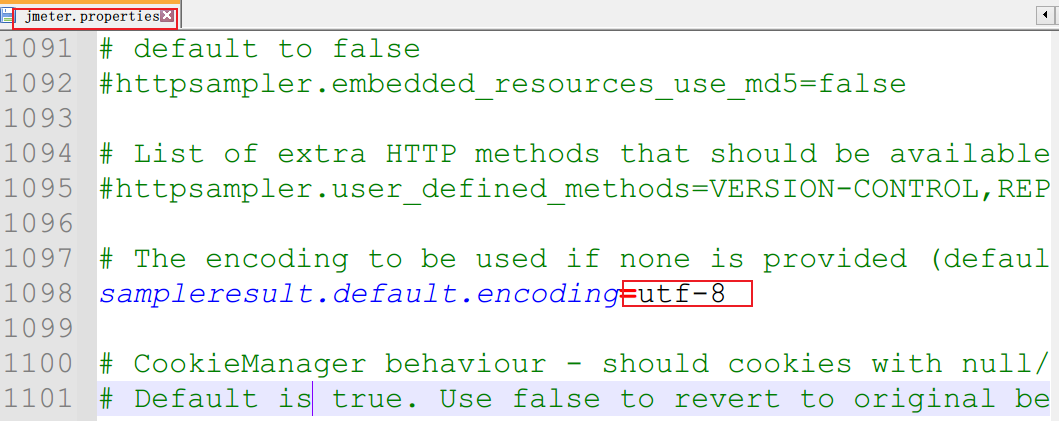 jmeter.properties
1091 # default to false
1092 #httpsampler.embedded_resources_use_md5=false
1093
1094 # List of extra HTTP methods that should be available
1095 #httpsampler.user_defined_methods=VERSION-CONTROL,REP
1096
1097 # The encoding to be used if none is provided (defaul
1098 sampleresult.default.encoding=utf-8
1099
1100 # CookieManager behaviour - should cookies with null/
1101 # Default is true. Use false to revert to original be